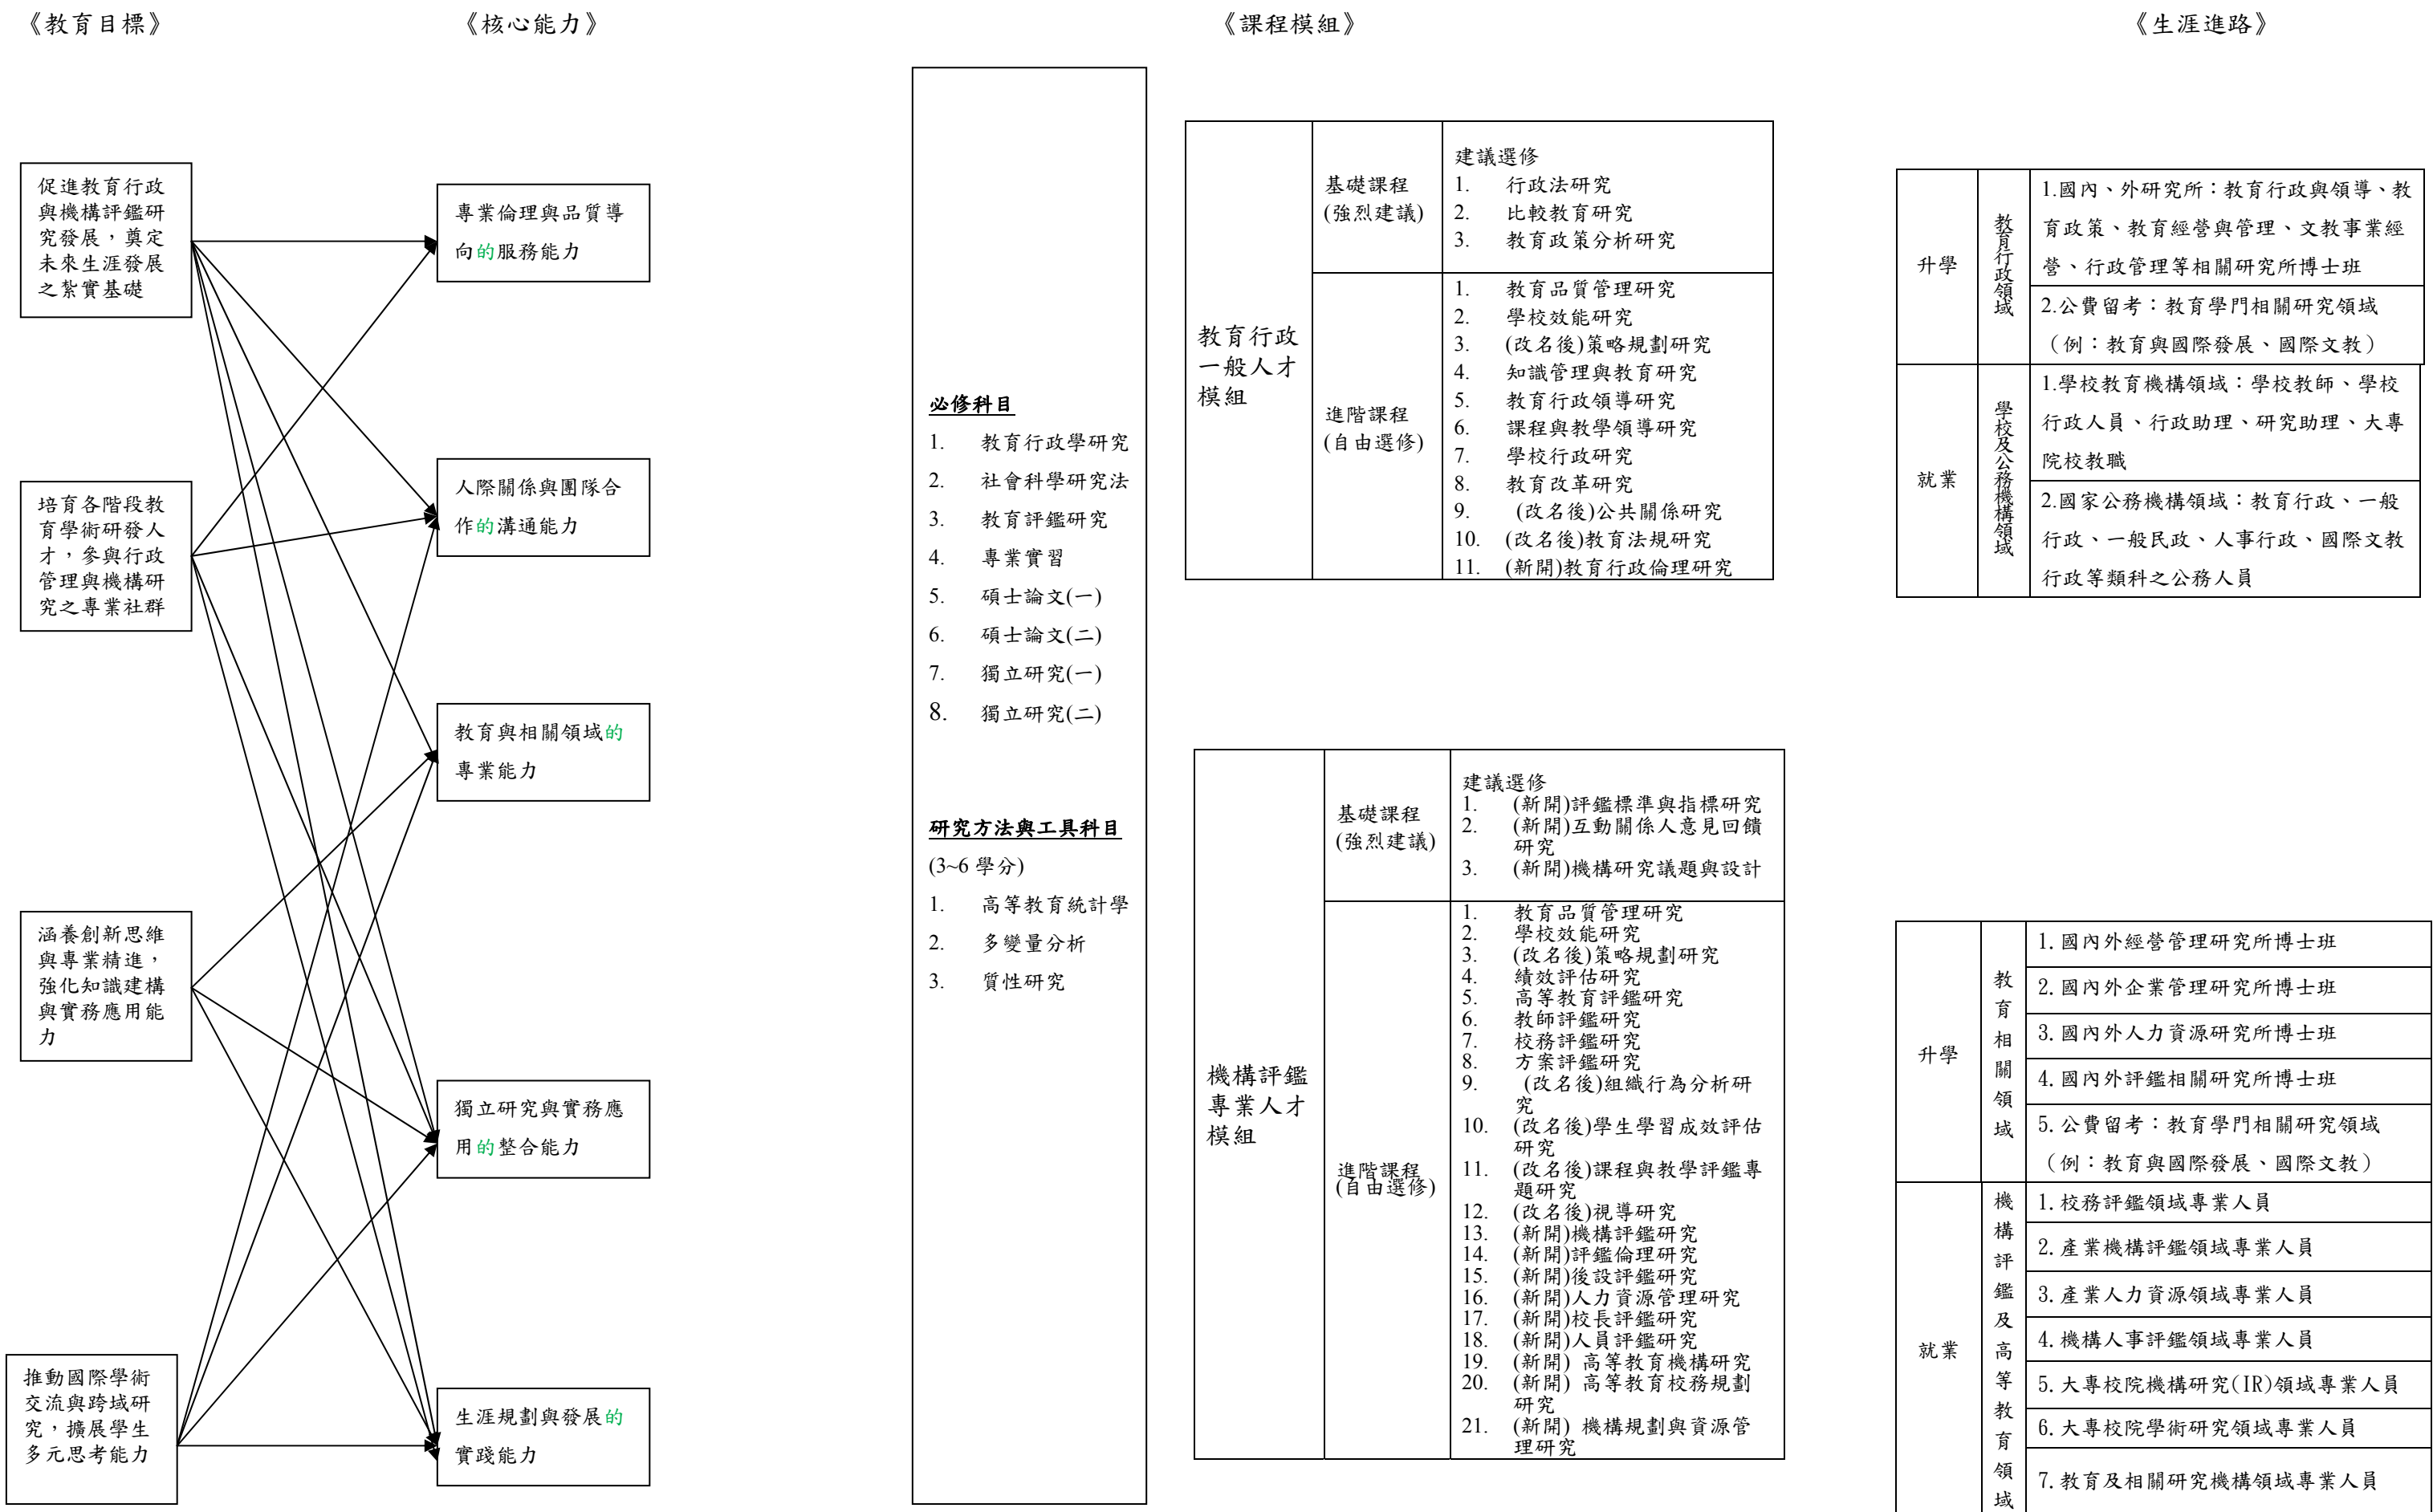 《教育目標》
《核心能力》
《課程模組》
《生涯進路》
促進教育行政
與機構評鑑研
究發展，奠定
未來生涯發展
之紮實基礎
培育各階段教
育學術研發人
才，參與行政
管理與機構研
究之專業社群
涵養創新思維
與專業精進，
強化知識建構
與實務應用能
力
推動國際學術
交流與跨域研
究，擴展學生
多元思考能力
專業倫理與品質導
向的服務能力
人際關係與團隊合
作的溝通能力
教育與相關領域的
專業能力
獨立研究與實務應
用的整合能力
生涯規劃與發展的
實踐能力
必修科目
1. 教育行政學研究
2. 社會科學研究法
3. 教育評鑑研究
4. 專業實習
5. 碩士論文(一)
6. 碩士論文(二)
7. 獨立研究(一)
8. 獨立研究(二)
研究方法與工具科目
(3~6 學分)
1. 高等教育統計學
2. 多變量分析
3. 質性研究
教育行政
一般人才
模組
基礎課程
(強烈建議)
建議選修
1. 行政法研究
2. 比較教育研究
3. 教育政策分析研究
進階課程
(自由選修)
1. 教育品質管理研究
2. 學校效能研究
3. (改名後)策略規劃研究
4. 知識管理與教育研究
5. 教育行政領導研究
6. 課程與教學領導研究
7. 學校行政研究
8. 教育改革研究
9. (改名後)公共關係研究
10. (改名後)教育法規研究
11. (新開)教育行政倫理研究
機構評鑑
專業人才
模組
基礎課程
(強烈建議)
建議選修
1. (新開)評鑑標準與指標研究
2. (新開)互動關係人意見回饋
研究
3. (新開)機構研究議題與設計
進階課程
(自由選修)
1. 教育品質管理研究
2. 學校效能研究
3. (改名後)策略規劃研究
4. 績效評估研究
5. 高等教育評鑑研究
6. 教師評鑑研究
7. 校務評鑑研究
8. 方案評鑑研究
9. (改名後)組織行為分析研
究
10. (改名後)學生學習成效評估
研究
11. (改名後)課程與教學評鑑專
題研究
12. (改名後)視導研究
13. (新開)機構評鑑研究
14. (新開)評鑑倫理研究
15. (新開)後設評鑑研究
16. (新開)人力資源管理研究
17. (新開)校長評鑑研究
18. (新開)人員評鑑研究
19. (新開) 高等教育機構研究
20. (新開) 高等教育校務規劃
研究
21. (新開) 機構規劃與資源管
理研究
升學
教育行政領域
1.國內、外研究所：教育行政與領導、教
育政策、教育經營與管理、文教事業經
營、行政管理等相關研究所博士班
2.公費留考：教育學門相關研究領域
（例：教育與國際發展、國際文教）
就業
學校及公務機構領域
1.學校教育機構領域：學校教師、學校
行政人員、行政助理、研究助理、大專
院校教職
2.國家公務機構領域：教育行政、一般
行政、一般民政、人事行政、國際文教
行政等類科之公務人員
升學
教育相關領域
1.國內外經營管理研究所博士班
2.國內外企業管理研究所博士班
3.國內外人力資源研究所博士班
4.國內外評鑑相關研究所博士班
5.公費留考：教育學門相關研究領域
（例：教育與國際發展、國際文教）
就業
機構評鑑及高等教育領域
1.校務評鑑領域專業人員
2.產業機構評鑑領域專業人員
3.產業人力資源領域專業人員
4.機構人事評鑑領域專業人員
5.大專校院機構研究(IR)領域專業人員
6.大專校院學術研究領域專業人員
7.教育及相關研究機構領域專業人員